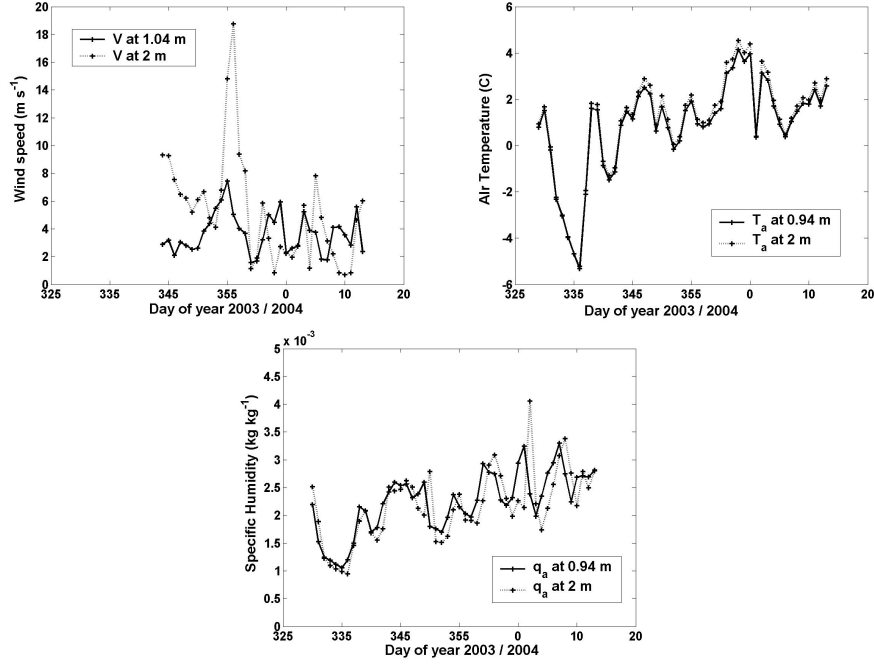 20
18
16
14
12
10
8
6
4
2
0
Wind speed (m s-1)
V at 1.04 m
V at 2 m
325 335 345 355 0 10 20
Day of year 2003 / 2004
6
4
2
0
-2
-4
-6
Air Temperature (C)
Ta at 0.94 m
Ta at 2 m
325 335 345 355 0 10 20
Day of year 2003 / 2004
x 10-3
5
4.5
4
3.5
3
2.5
2
1.5
1
0.5
0
Specific Humidity (kg kg-1)
qa at 0.94 m
qa at 2 m
325 335 345 355 0 10 20
Day of year 2003 / 2004